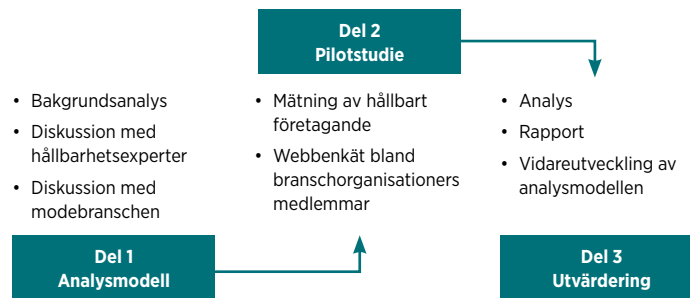 Del 2
Pilotstudie
• Bakgrundsanalys
• Diskussion med
hållbarhetsexperter
• Diskussion med
modebranschen
Del 1
Analysmodell
• Mätning av hållbart
företagande
• Webbenkät bland
branschorganisationers
medlemmar
• Analys
• Rapport
• Vidareutveckling av
analysmodellen
Del 3
Utvärdering